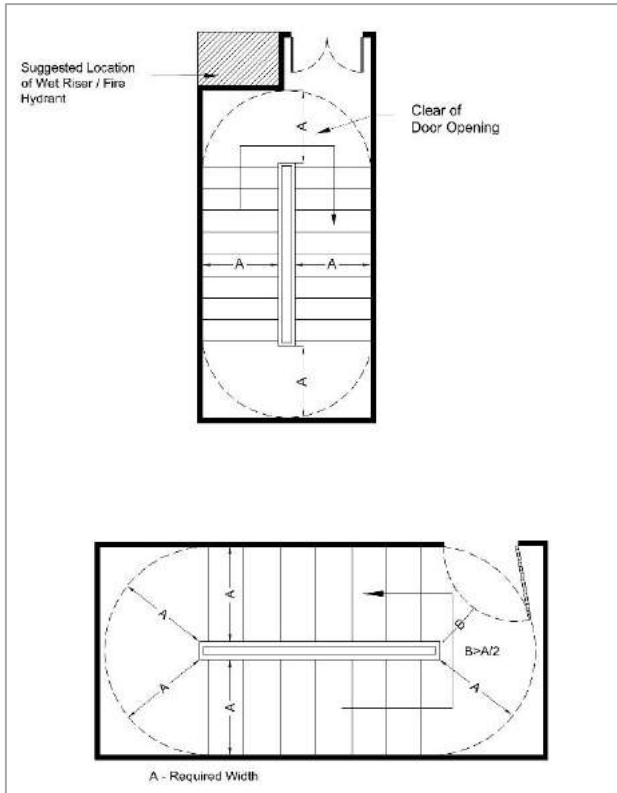 Suggested Location
of Wet Riser / Fire
Hydrant
Clear of
Door Opening
A
A
A
A
A
A
A
A
B
B>A/2
A
A - Required Width